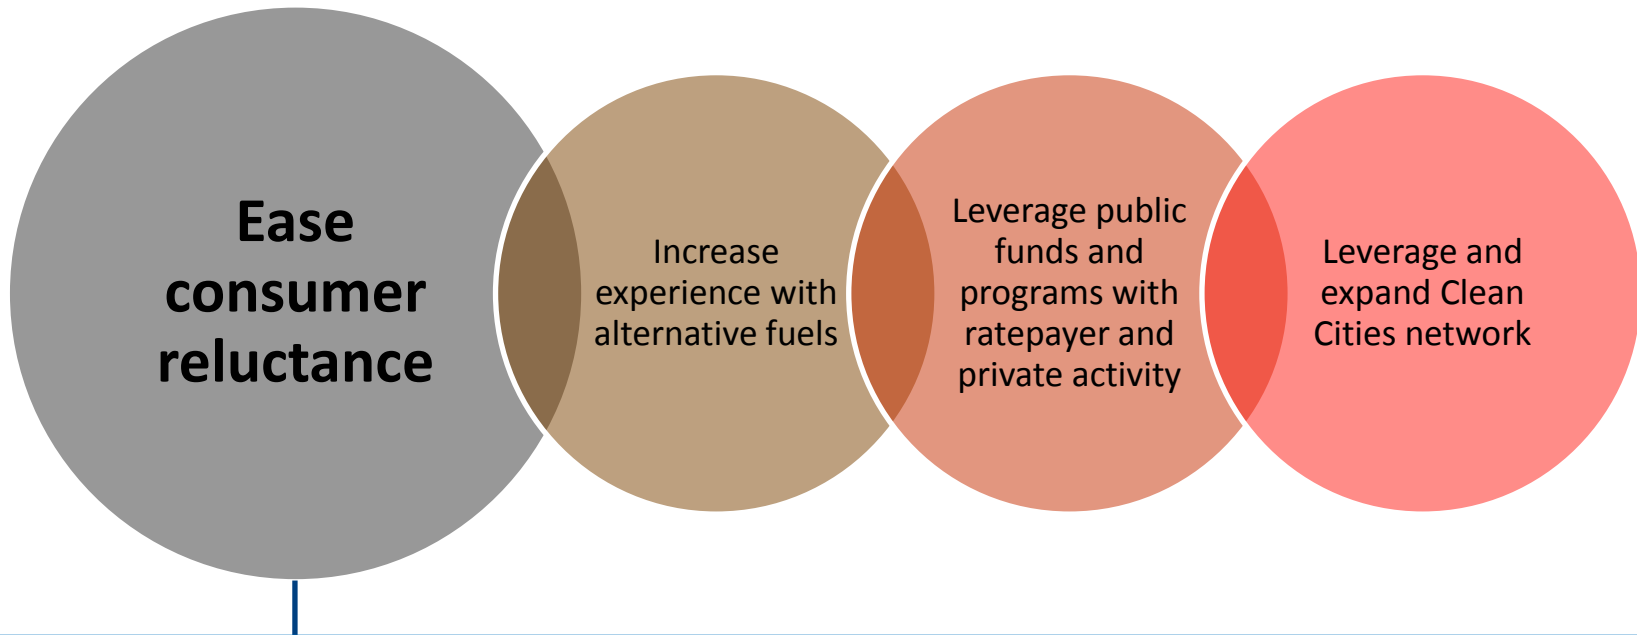 Ease
consumer
reluctance
Increase
experience with
alternative fuels
Leverage public
funds and
programs with
ratepayer and
private activity
Leverage and
expand Clean
Cities network